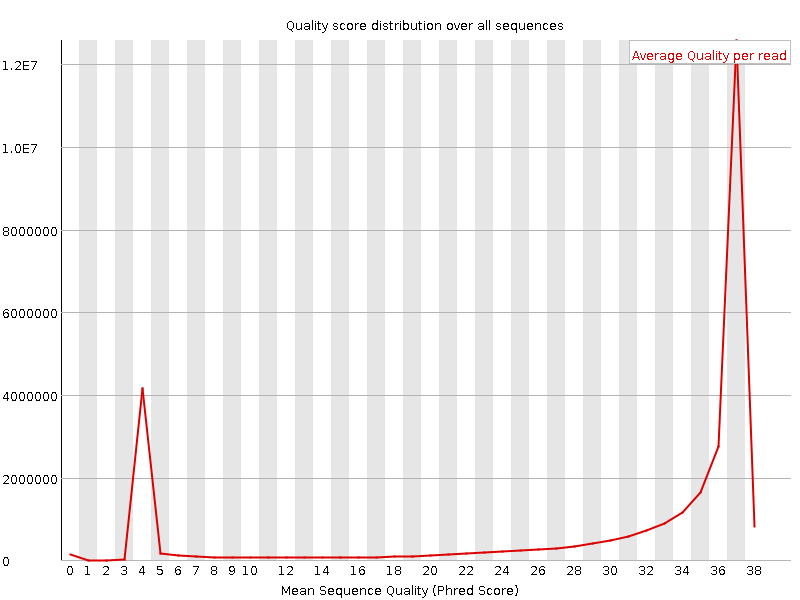 Quality score distribution over all sequences
Average Quality per read
1.2E7
1.0E7
8000000
6000000
4000000
2000000
0
0 1 2 3 4 5 6 7 8 9 10 12 14 16 18 20 22 24 26 28 30 32 34 36 38
Mean Sequence Quality (Phred Score)